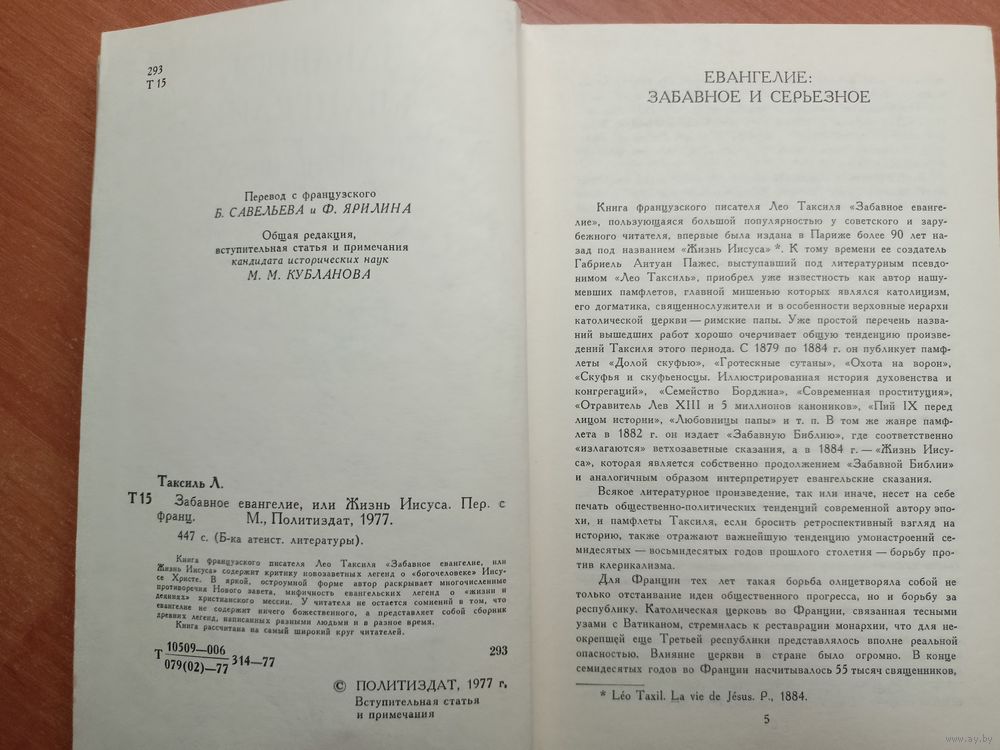 293
Т 15
Перевод с французского
Б. САВЕЛЬЕВА и Ф. ЯРИЛИНА
Общая редакция,
вступительная статья и примечания
кандидата исторических наук
М. М. КУБЛАНОВА
Таксиль Л.
Т15 Забавное евангелие, или Жизнь Иисуса. Пер. с
франц. М., Политиздат, 1977.
447 с. (Б-ка атеист. литературы).
Книга французского писателя Лео Таксиля «Забавное евангелие, или
Жизнь Иисуса» содержит критику новозаветных легенд о «богочеловеке» Иису-
се Христе. В яркой, остроумной форме автор раскрывает многочисленные
противоречия Нового завета, мифичность евангельских легенд о «жизни и
деяниях» христианского мессии. У читателя не остается сомнений в том, что
евангелие не содержит ничего божественного, а представляет собой сборник
древних легенд, написанных разными людьми и в разное время.
Книга рассчитана на самый широкий круг читателей.
Т 10509—006
079(02)—77 314—77 293
© ПОЛИТИЗДАТ, 1977 г.
Вступительная статья
и примечания
ЕВАНГЕЛИЕ:
ЗАБАВНОЕ И СЕРЬЕЗНОЕ
Книга французского писателя Лео Таксиля «Забавное еванге-
лие», пользующаяся большой популярностью у советского и зару-
бежного читателя, впервые была издана в Париже более 90 лет на-
зад под названием «Жизнь Иисуса» *. К тому времени ее создатель
Габриель Антуан Пажес, выступавший под литературным псевдо-
нимом «Лео Таксиль», приобрел уже известность как автор нашу-
мевших памфлетов, главной мишенью которых являлся католицизм,
его догматика, священнослужители и в особенности верховные иерархи
католической церкви — римские папы. Уже простой перечень назва-
ний вышедших работ хорошо очерчивает общую тенденцию произве-
дений Таксиля этого периода. С 1879 по 1884 г. он публикует памф-
леты «Долой скуфью», «Гротескные сутаны», «Охота на ворон»,
«Скуфья и скуфьеносцы. Иллюстрированная история духовенства и
конгрегаций», «Семейство Борджиа», «Современная проституция»,
«Отравитель Лев XIII и 5 миллионов каноников», «Пий IX перед
лицом истории», «Любовницы папы» и т. п. В том же жанре памф-
лета в 1882 г. он издает «Забавную Библию», где соответственно
«излагаются» ветхозаветные сказания, а в 1884 г. — «Жизнь Иису-
са», которая является собственно продолжением «Забавной Библии»
и аналогичным образом интерпретирует евангельские сказания.
Всякое литературное произведение, так или иначе, несет на себе
печать общественно-политических тенденций современной автору эпо-
хи, и памфлеты Таксиля, если бросить ретроспективный взгляд на
историю, также отражают важнейшую тенденцию умонастроений се-
мидесятых — восьмидесятых годов прошлого столетия — борьбу про-
тив клерикализма.
Для Франции тех лет такая борьба олицетворяла собой не
только отстаивание идеи общественного прогресса, но и борьбу за
республику. Католическая церковь во Франции, связанная тесными
узами с Ватиканом, стремилась к реставрации монархии, что для не-
окрепшей еще Третьей республики представлялось вполне реальной
опасностью. Влияние церкви в стране было огромно. В конце
семидесятых годов во Франции насчитывалось 55 тысяч священников,
* Léo Taxil. La vie de Jésus. P., 1884.
5
www.ay.by